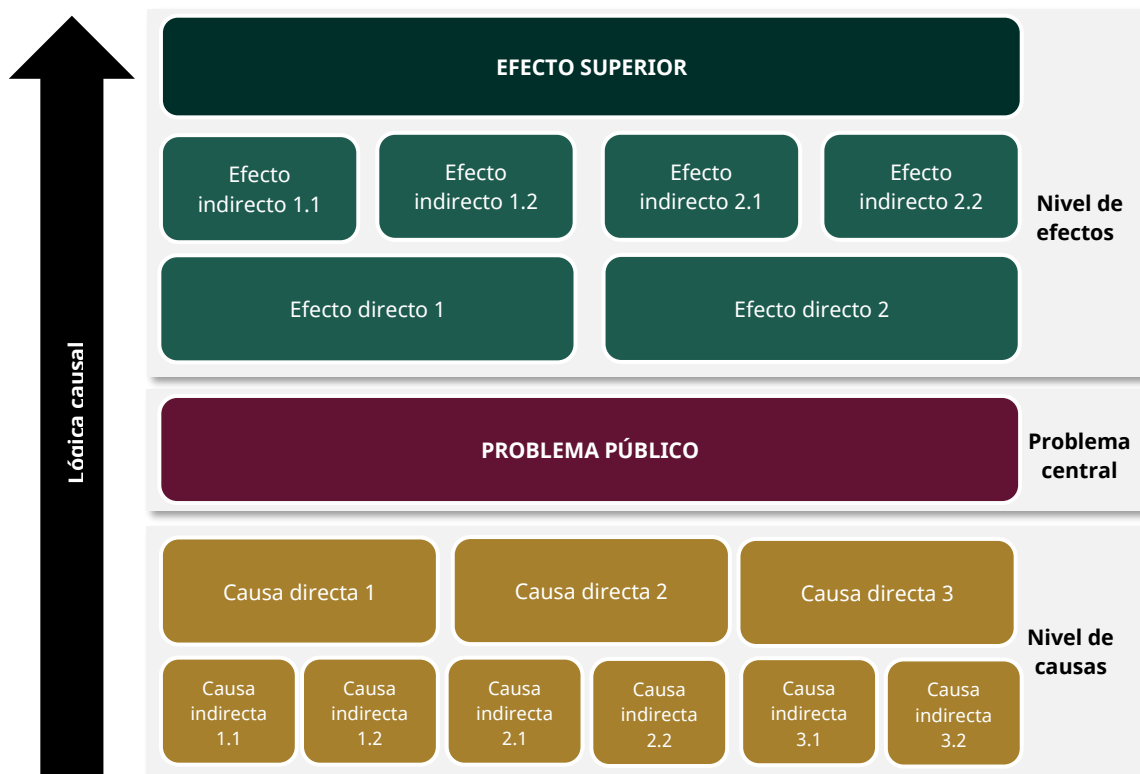 EFECTO SUPERIOR
Efecto
indirecto 1.1
Efecto
indirecto 1.2
Efecto
indirecto 2.1
Efecto
indirecto 2.2
Nivel de
efectos
Efecto directo 1
Efecto directo 2
Lógica causal
PROBLEMA PÚBLICO
Problema
central
Causa directa 1
Causa directa 2
Causa directa 3
Nivel de
causas
Causa
indirecta
1.1
Causa
indirecta
1.2
Causa
indirecta
2.1
Causa
indirecta
2.2
Causa
indirecta
3.1
Causa
indirecta
3.2